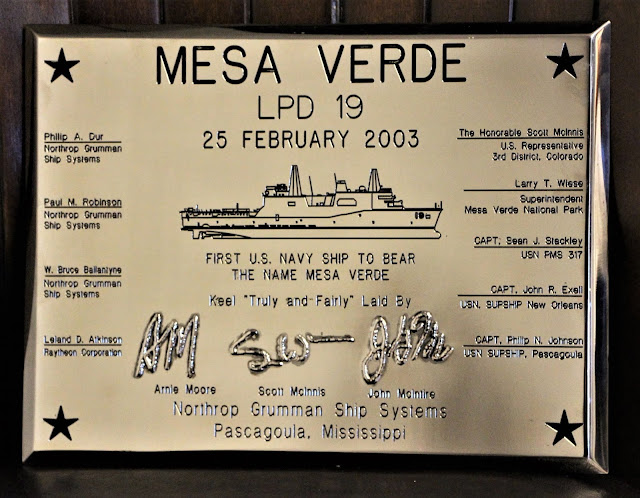 MESA VERDE
LPD 19
25 FEBRUARY 2003
Philip A. Dur
Northrop Grumman
Ship Systems
Paul M. Robinson
Northrop Grumman
Ship Systems
W. Bruce Ballantyne
Northrop Grumman
Ship Systems
Leland D. Atkinson
Raytheon Corporation
The Honorable Scott McInnis
U.S. Representative
3rd District, Colorado
Larry T. Wiese
Superintendent
Mesa Verde National Park
CAPT. Sean J. Stackley
USN PMS 317
CAPT. John R. Exell
USN, SUPSHIP New Orleans
CAPT. Philip N. Johnson
USN SUPSHIP, Pascagoula
19
FIRST U.S. NAVY SHIP TO BEAR
THE NAME MESA VERDE
Keel "Truly and Fairly" Laid By
AM SW JHM
Arnie Moore Scott McInnis John McIntire
Northrop Grumman Ship Systems
Pascagoula, Mississippi